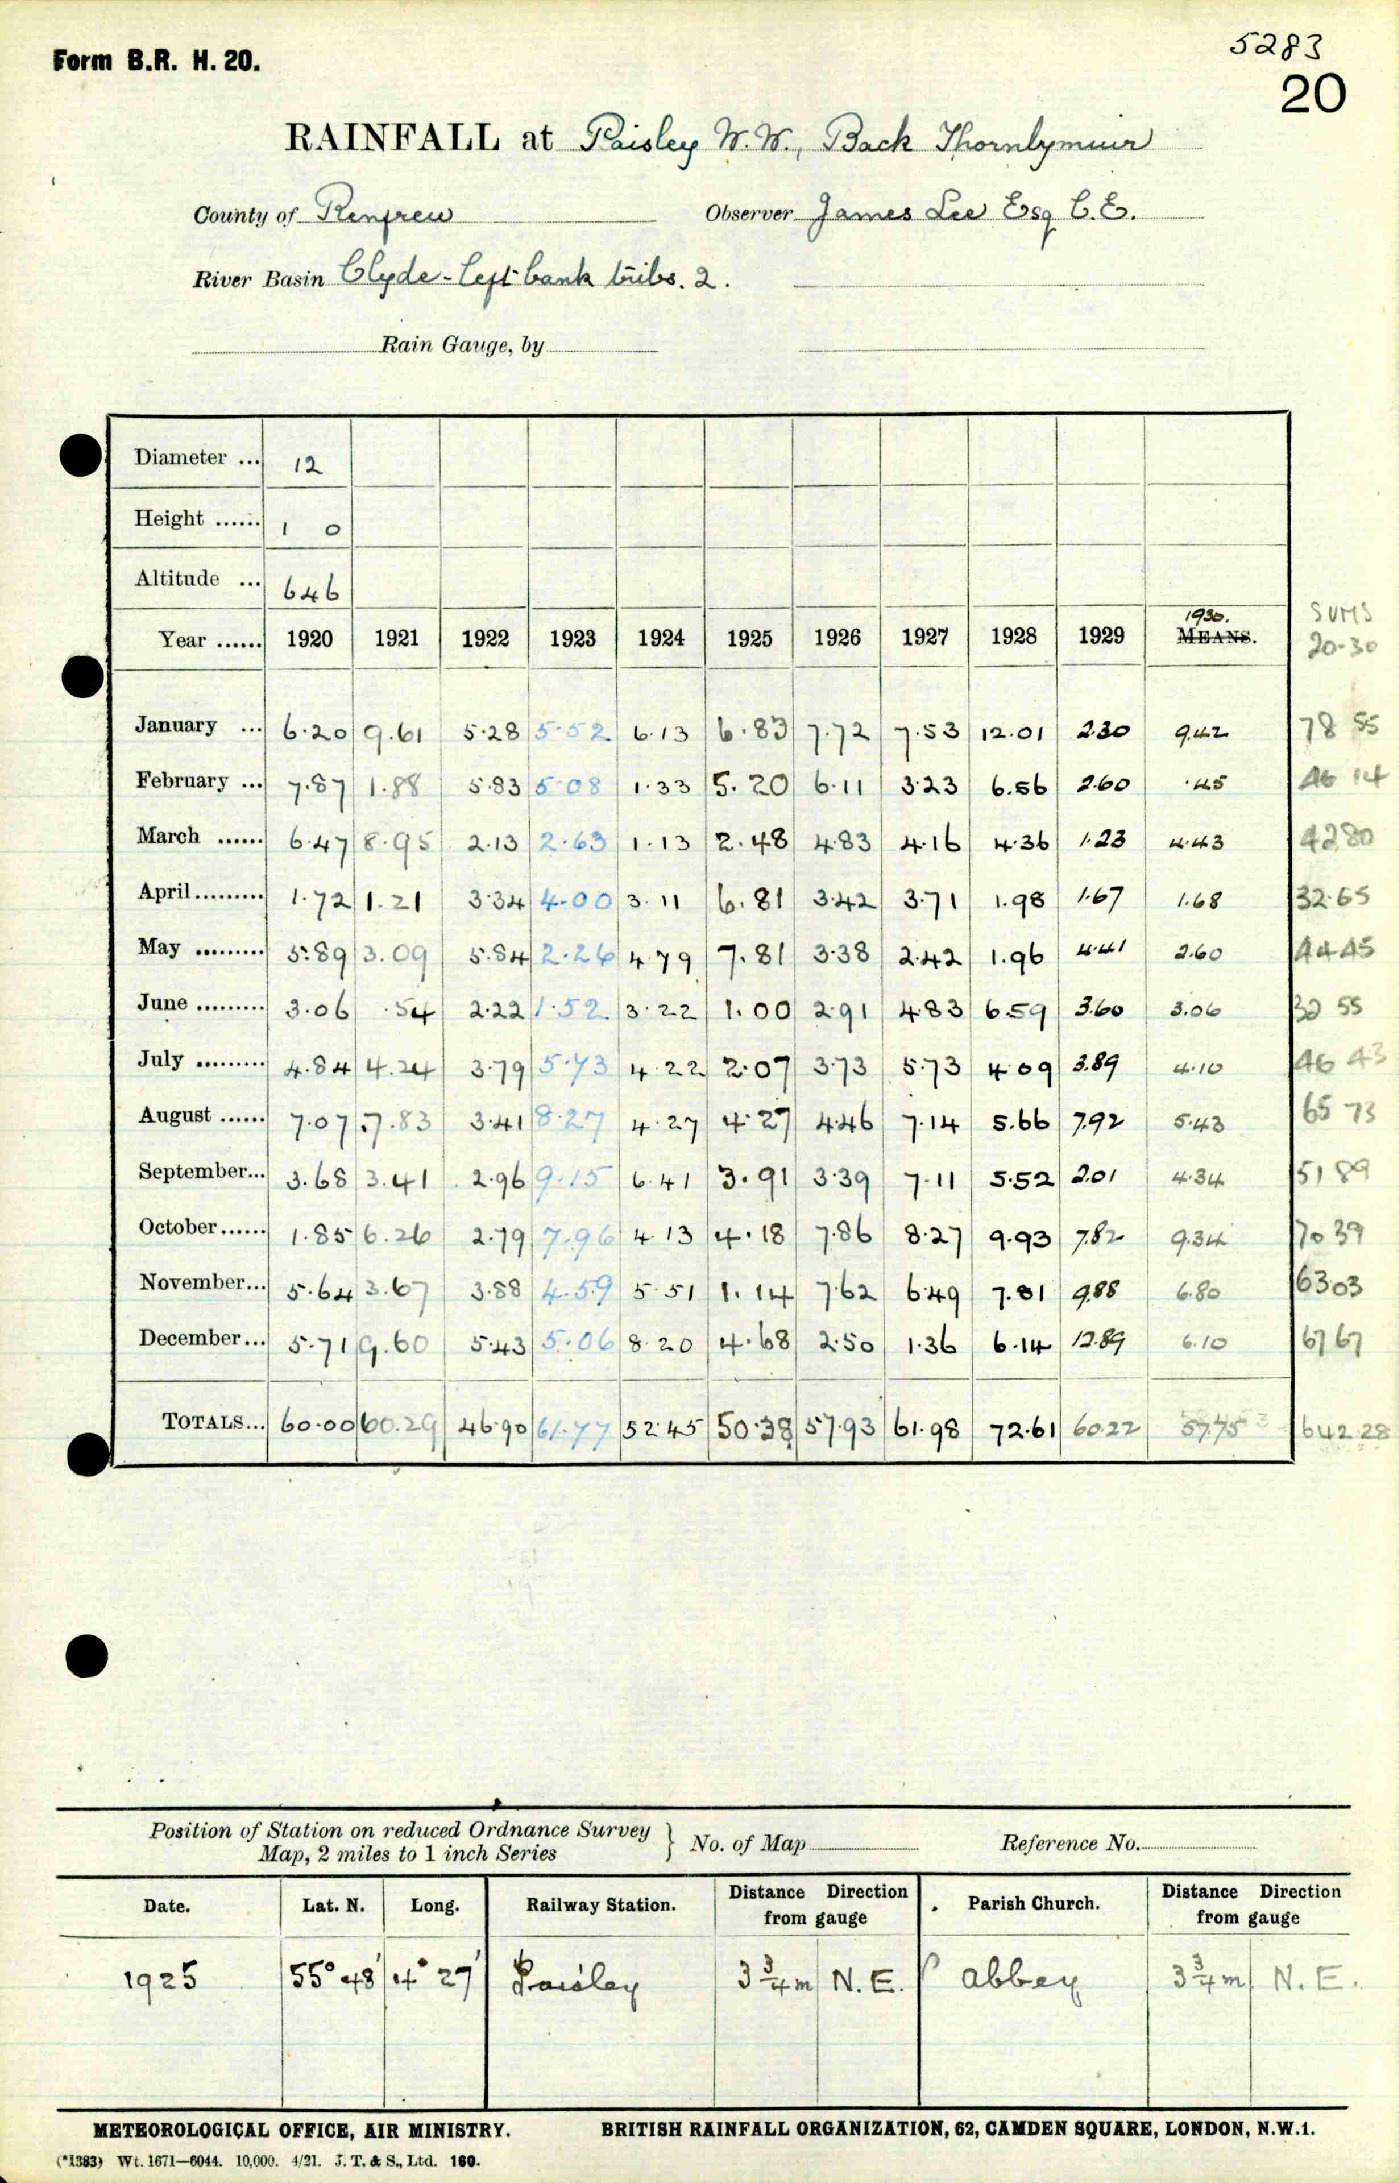 5283
Form B.R. H. 20.
20
RAINFALL at Paisley W.W., Back Thornlymuir
County of Renfrew Observer James Lee Esq C.E.
River Basin Clyde - left bank tribs. 2.
Rain Gauge, by
Diameter ... 12
Height ...... 1 0
Altitude ... 646
1930. SUMS
Year ...... 1920 1921 1922 1923 1924 1925 1926 1927 1928 1929 MEANS. 20-30
January ... 6.20 9.61 5.28 5.52 6.13 6.83 7.72 7.53 12.01 2.30 9.42 78 55
February ... 7.87 1.88 5.83 5.08 1.33 5.20 6.11 3.23 6.56 2.60 .45 46 14
March ...... 6.47 8.95 2.13 2.63 1.13 2.48 4.83 4.16 4.36 1.23 4.43 42 80
April ......... 1.72 1.21 3.34 4.00 3.11 6.81 3.42 3.71 1.98 1.67 1.68 32.65
May ......... 5.89 3.09 5.84 2.26 4.79 7.81 3.38 2.42 1.96 4.41 2.60 44 45
June ......... 3.06 .54 2.22 1.52 3.22 1.00 2.91 4.83 6.59 3.60 3.06 32 55
July ......... 4.84 4.24 3.79 5.73 4.22 2.07 3.73 5.73 4.09 3.89 4.10 46 43
August ...... 7.07 7.83 3.41 8.27 4.27 4.27 4.46 7.14 5.66 7.92 5.43 65 73
September... 3.68 3.41 2.96 9.15 6.41 3.91 3.39 7.11 5.52 2.01 4.34 51 89
October...... 1.85 6.26 2.79 7.96 4.13 4.18 7.86 8.27 9.93 7.82 9.34 70 39
November... 5.64 3.67 3.88 4.59 5.51 1.14 7.62 6.49 7.81 9.88 6.80 63 03
December... 5.71 9.60 5.43 5.06 8.20 4.68 2.50 1.36 6.14 12.89 6.10 67 67
TOTALS... 60.00 60.29 46.90 61.77 52.45 50.38 57.93 61.98 72.61 60.22 57.75 642 28
Position of Station on reduced Ordnance Survey
Map, 2 miles to 1 inch Series } No. of Map Reference No.
Date. Lat. N. Long. Railway Station. Distance Direction from gauge Parish Church. Distance Direction from gauge
1925 55° 48' 4° 27' Paisley 3 3/4 m N.E. Abbey 3 3/4 m N.E.
METEOROLOGICAL OFFICE, AIR MINISTRY. BRITISH RAINFALL ORGANIZATION, 62, CAMDEN SQUARE, LONDON, N.W.1.
(*1383) Wt. 1671—6044. 10,000. 4/21. J. T. & S., Ltd. 160.